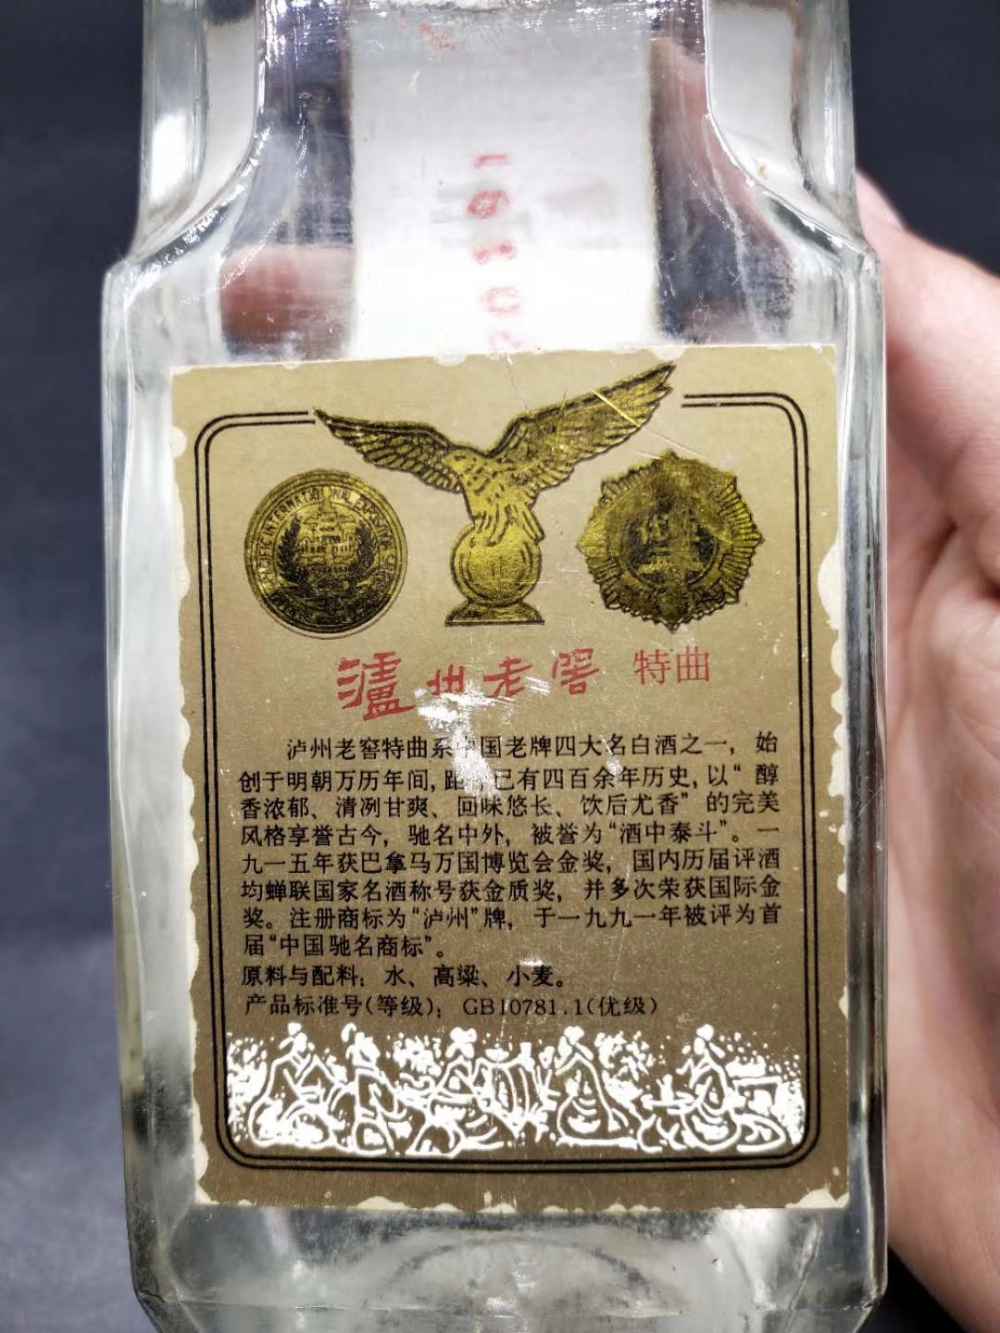 INTERNATIONAL EXPOSITION
泸州老窖 特曲
泸州老窖特曲系中国老牌四大名白酒之一，始
创于明朝万历年间，距 已有四百余年历史，以“醇
香浓郁、清冽甘爽、回味悠长、饮后尤香”的完美
风格享誉古今，驰名中外，被誉为“酒中泰斗”。一
九一五年获巴拿马万国博览会金奖，国内历届评酒
均蝉联国家名酒称号获金质奖，并多次荣获国际金
奖。注册商标为“泸州”牌，于一九九一年被评为首
届“中国驰名商标”。
原料与配料：水、高粱、小麦。
产品标准号(等级)：GB10781.1(优级)